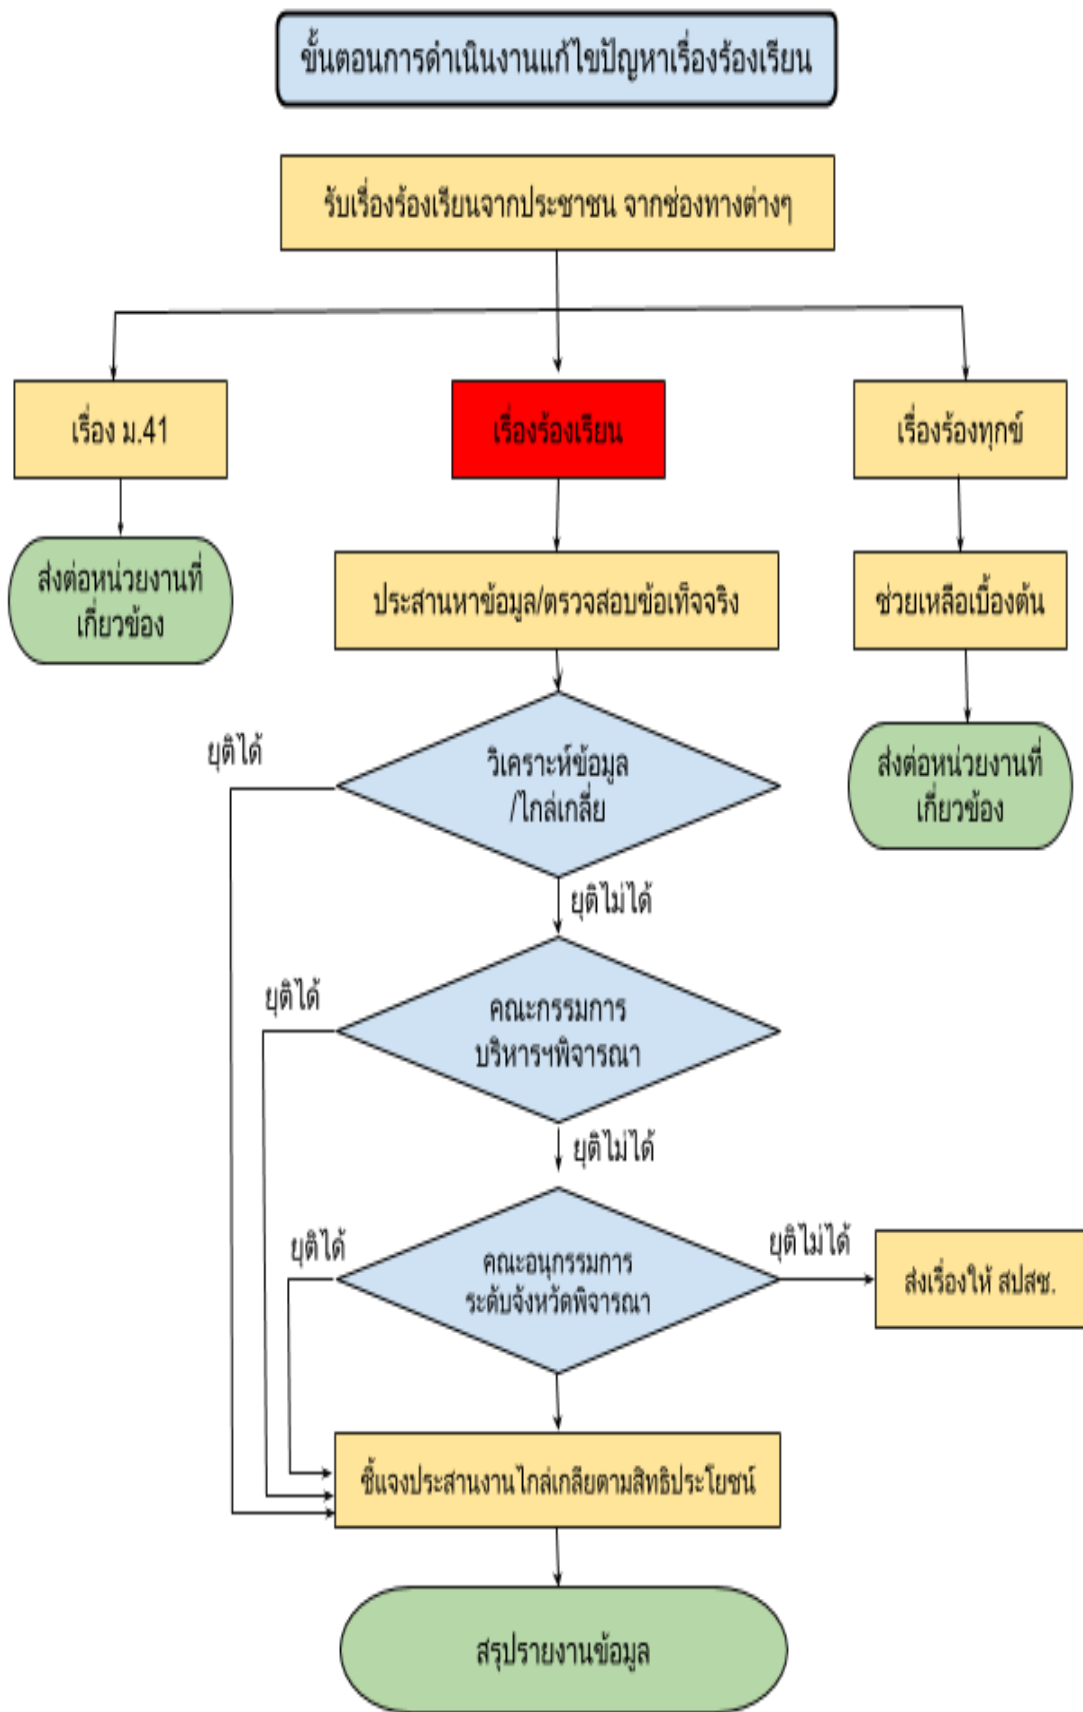 ขั้นตอนการดำเนินงานแก้ไขปัญหาเรื่องร้องเรียน
รับเรื่องร้องเรียนจากประชาชน จากช่องทางต่างๆ
เรื่อง ม.41
เรื่องร้องเรียน
เรื่องร้องทุกข์
ส่งต่อหน่วยงานที่
เกี่ยวข้อง
ประสานหาข้อมูล/ตรวจสอบข้อเท็จจริง
ช่วยเหลือเบื้องต้น
ส่งต่อหน่วยงานที่
เกี่ยวข้อง
ยุติได้
วิเคราะห์ข้อมูล
/ไกล่เกลี่ย
ยุติไม่ได้
ยุติได้
คณะกรรมการ
บริหารฯพิจารณา
ยุติไม่ได้
ยุติได้
คณะอนุกรรมการ
ระดับจังหวัดพิจารณา
ยุติไม่ได้
ส่งเรื่องให้ สปสช.
ชี้แจงประสานงานไกล่เกลี่ยตามสิทธิประโยชน์
สรุปรายงานข้อมูล